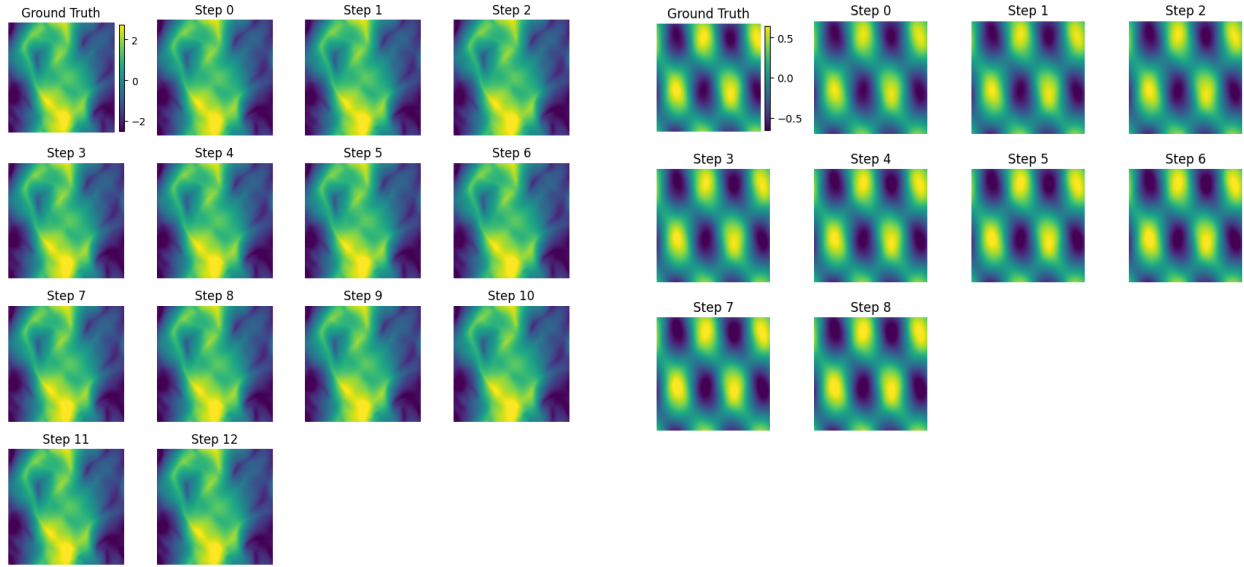 Ground Truth
Step 0
Step 1
Step 2
2
0
−2
Step 3
Step 4
Step 5
Step 6
Step 7
Step 8
Step 9
Step 10
Step 11
Step 12
Ground Truth
Step 0
Step 1
Step 2
0.5
0.0
−0.5
Step 3
Step 4
Step 5
Step 6
Step 7
Step 8